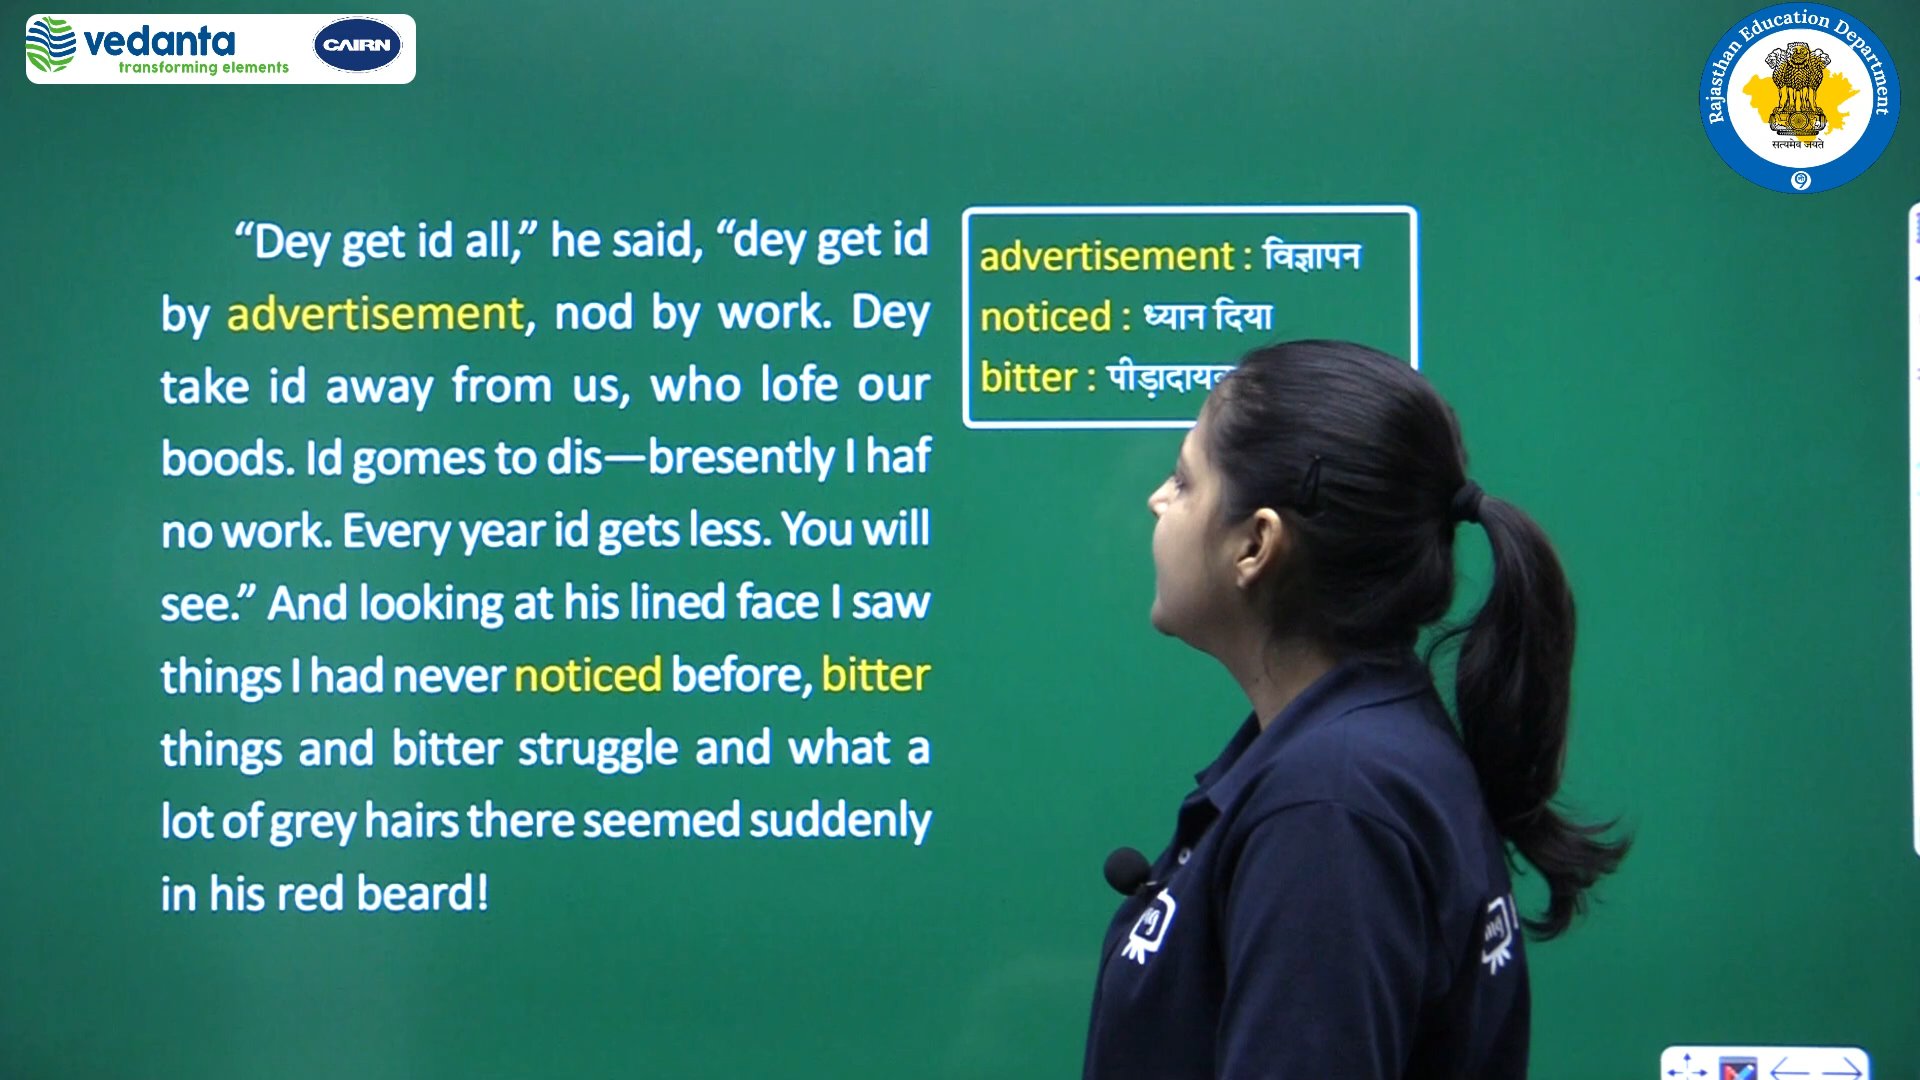 vedanta
transforming elements
CAIRN
Rajasthan Education Department
सत्यमेव जयते
“Dey get id all,” he said, “dey get id
by advertisement, nod by work. Dey
take id away from us, who lofe our
boods. Id gomes to dis—bresently I haf
no work. Every year id gets less. You will
see.” And looking at his lined face I saw
things I had never noticed before, bitter
things and bitter struggle and what a
lot of grey hairs there seemed suddenly
in his red beard!
advertisement : विज्ञापन
noticed : ध्यान दिया
bitter :